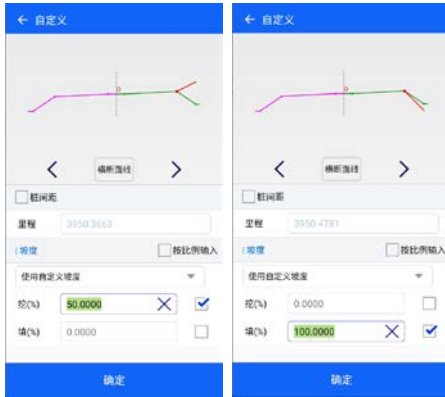 ← 自定义
0
横断面线
桩间距
里程 3950.3663
坡度 按比例输入
使用自定义坡度
挖(%) 50.0000
填(%) 0.0000
确定
← 自定义
0
横断面线
桩间距
里程 3950.4791
坡度 按比例输入
使用自定义坡度
挖(%) 0.0000
填(%) 100.0000
确定